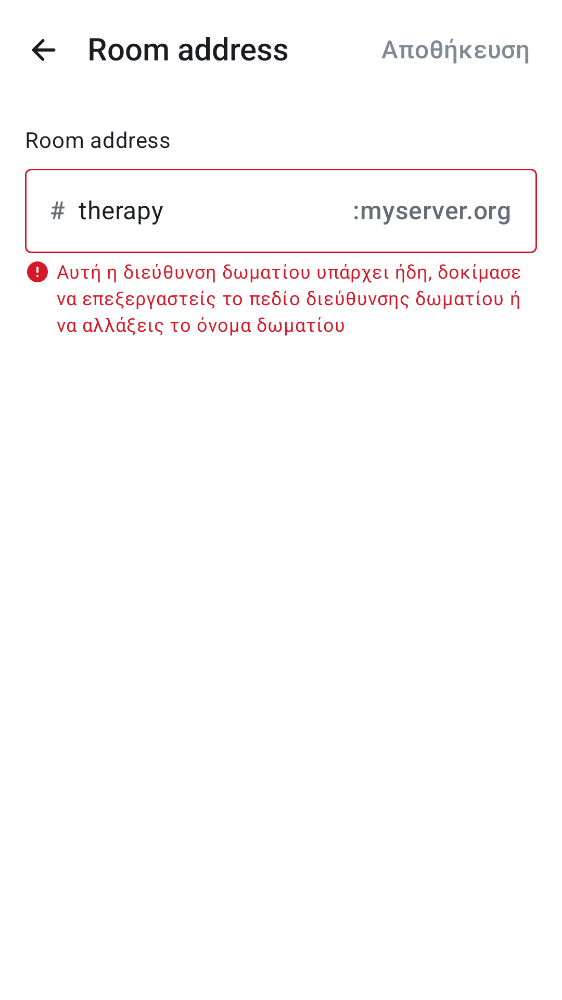 Room address
Αποθήκευση
Room address
# therapy :myserver.org
Αυτή η διεύθυνση δωματίου υπάρχει ήδη, δοκίμασε
να επεξεργαστείς το πεδίο διεύθυνσης δωματίου ή
να αλλάξεις το όνομα δωματίου